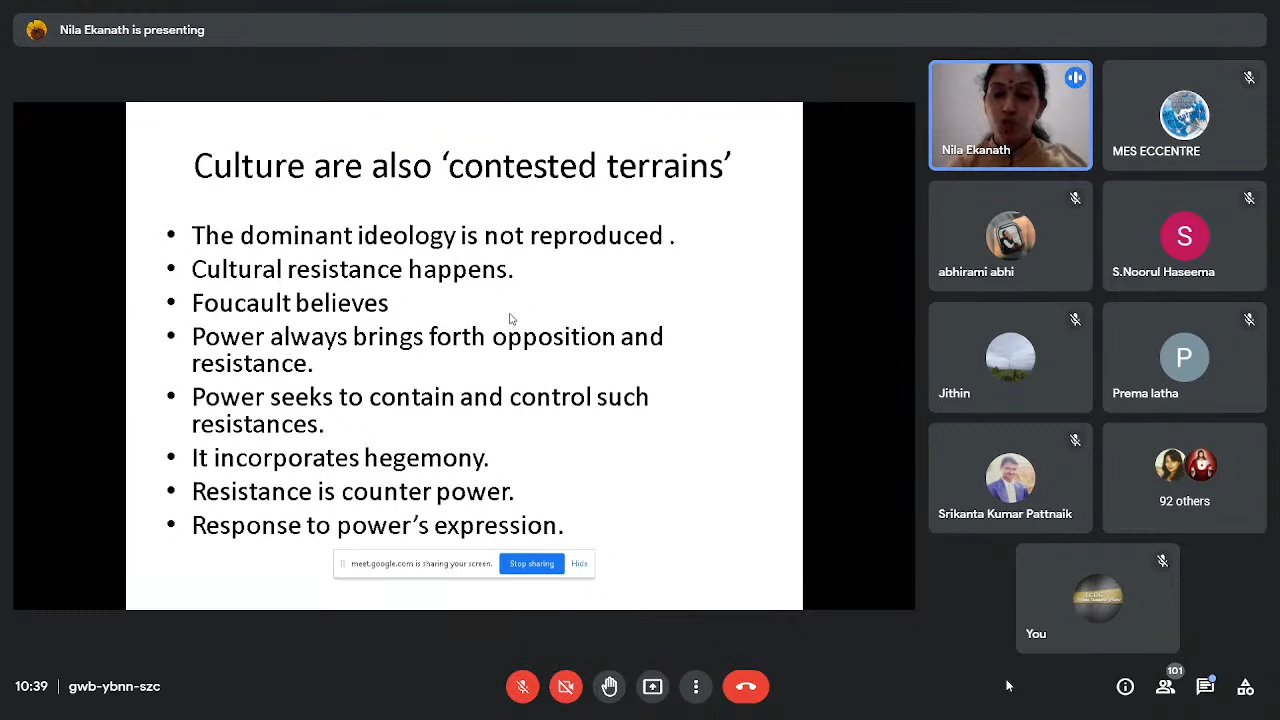 Nila Ekanath is presenting
Culture are also ‘contested terrains’
• The dominant ideology is not reproduced .
• Cultural resistance happens.
• Foucault believes
• Power always brings forth opposition and
resistance.
• Power seeks to contain and control such
resistances.
• It incorporates hegemony.
• Resistance is counter power.
• Response to power’s expression.
meet.google.com is sharing your screen.
Stop sharing
Hide
Nila Ekanath
MES ECCENTRE
abhirami abhi
S
S.Noorul Haseema
Jithin
P
Prema latha
Srikanta Kumar Pattnaik
92 others
You
10:39 | gwb-ybnn-szc
101